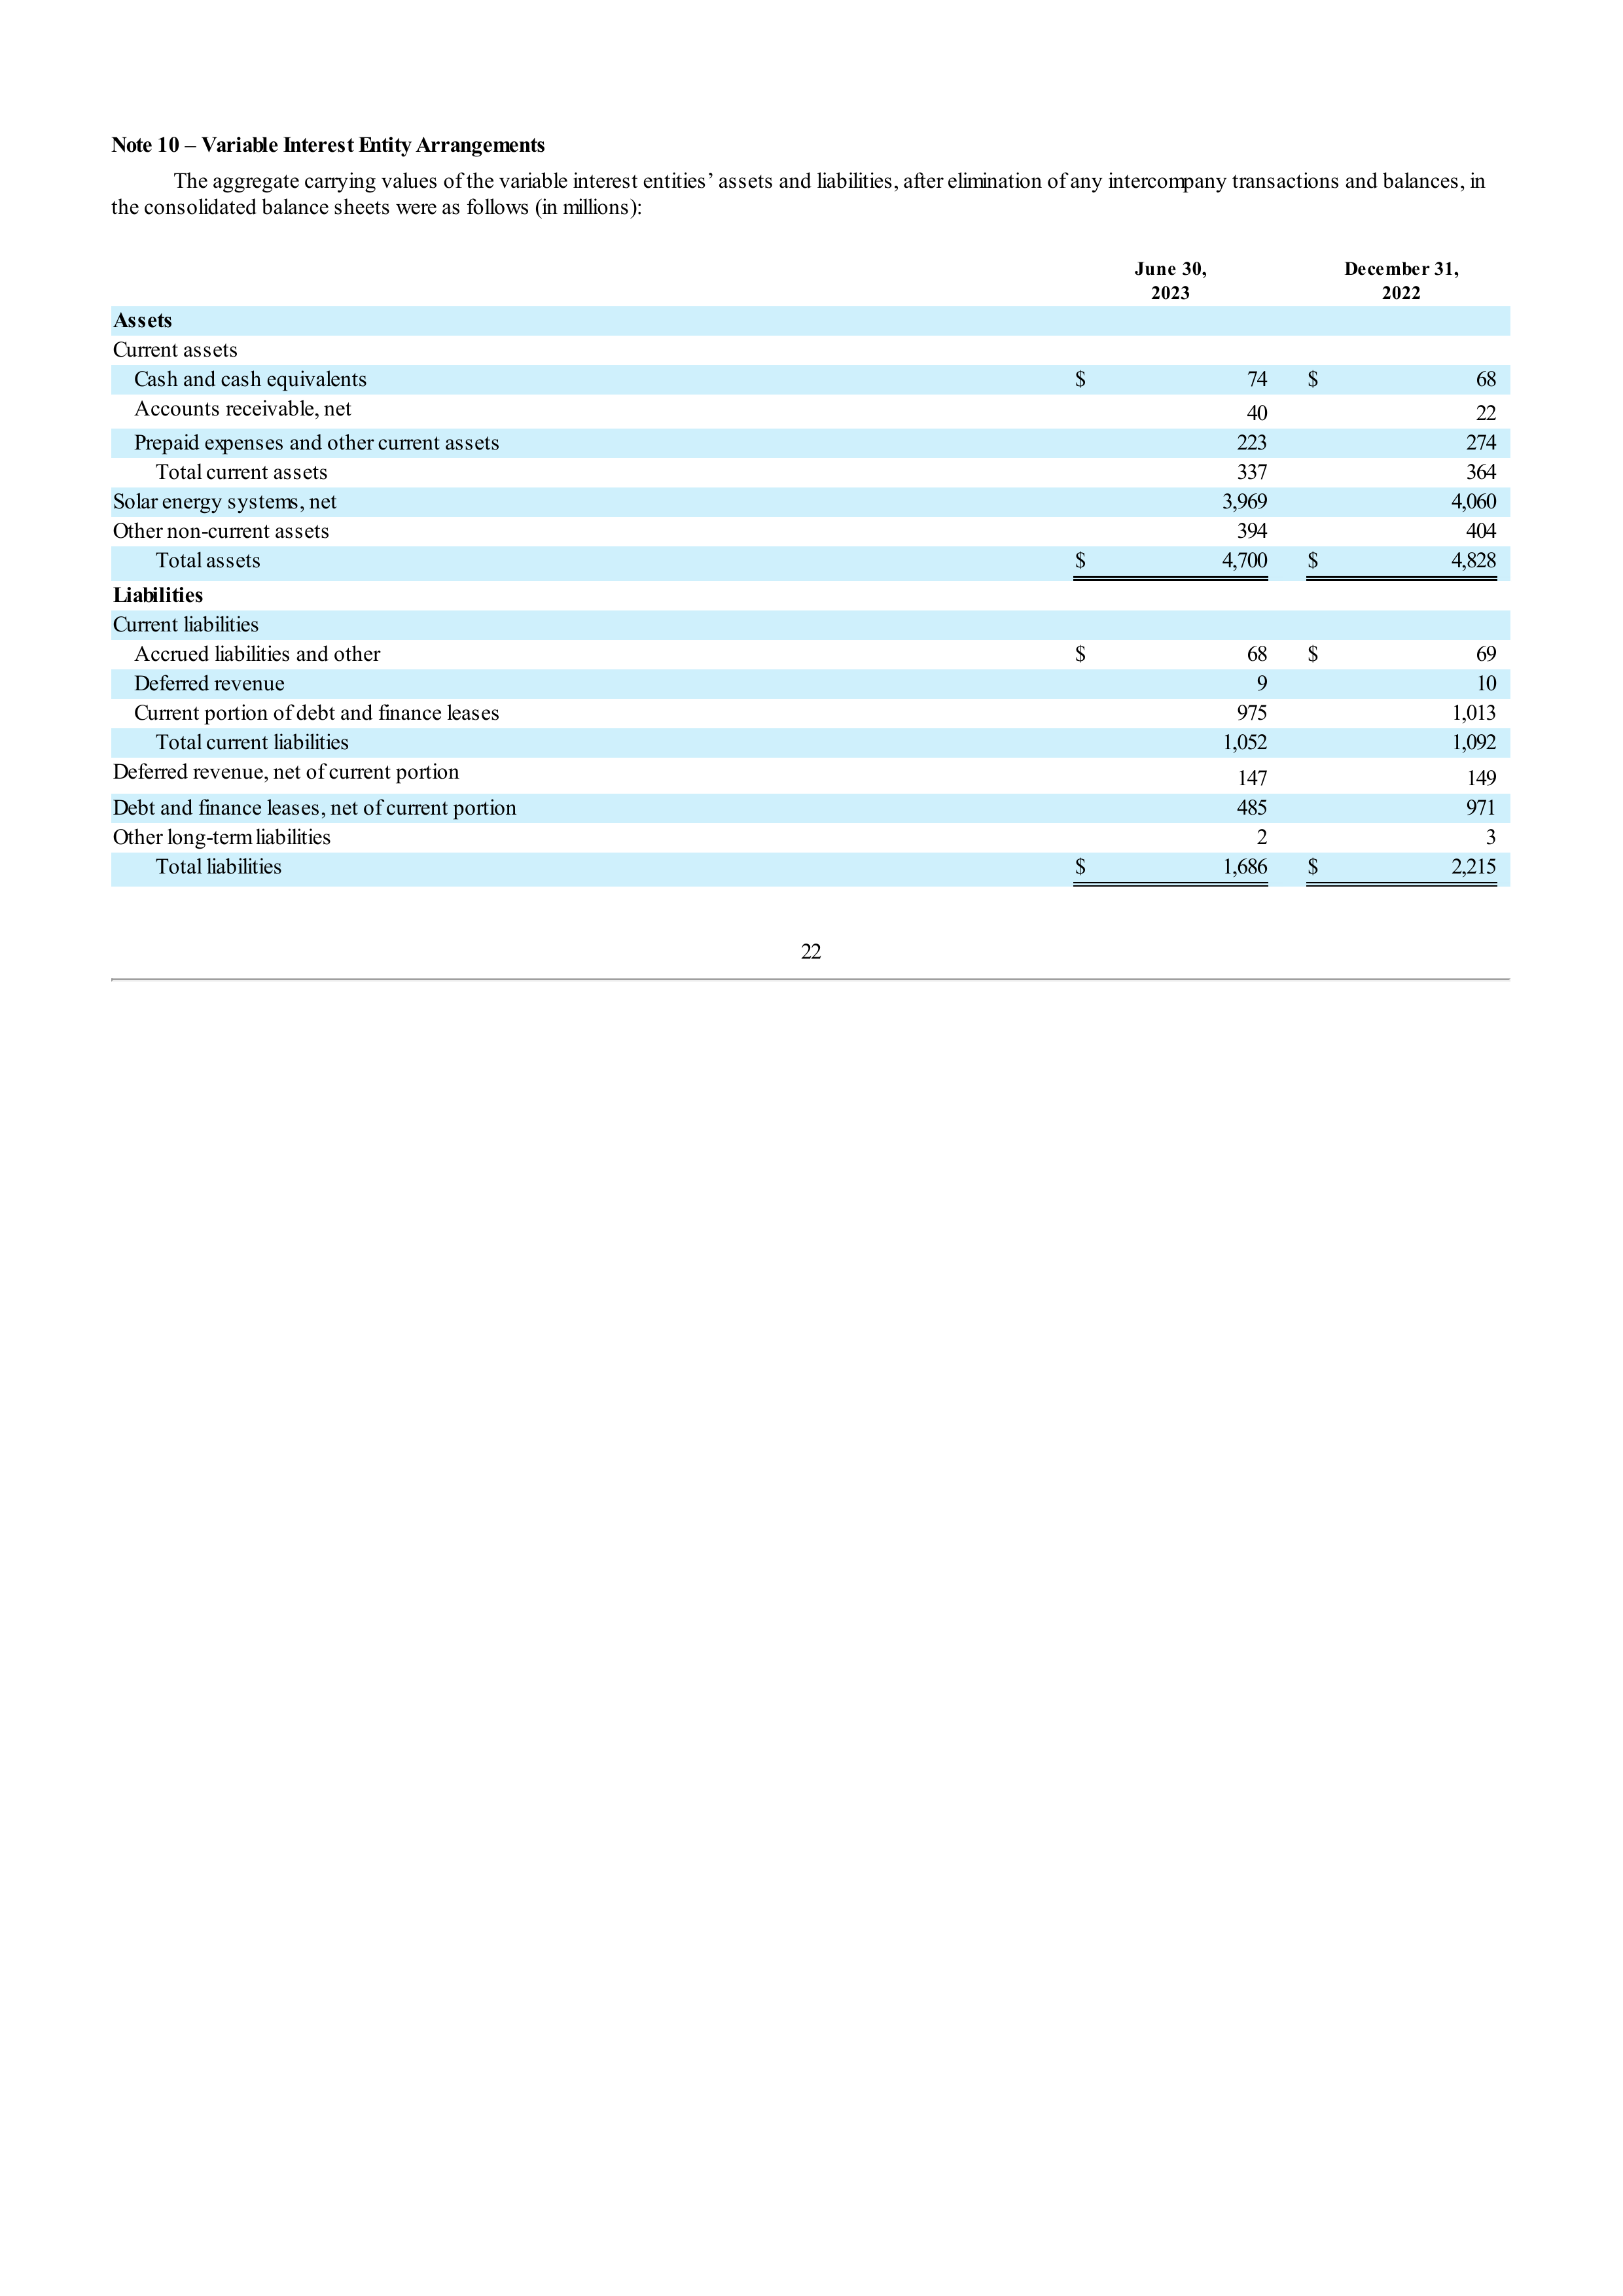 Note 10 – Variable Interest Entity Arrangements
The aggregate carrying values of the variable interest entities’ assets and liabilities, after elimination of any intercompany transactions and balances, in
the consolidated balance sheets were as follows (in millions):
June 30, December 31,
2023 2022
Assets
Current assets
Cash and cash equivalents $ 74 $ 68
Accounts receivable, net 40 22
Prepaid expenses and other current assets 223 274
Total current assets 337 364
Solar energy systems, net 3,969 4,060
Other non-current assets 394 404
Total assets $ 4,700 $ 4,828
Liabilities
Current liabilities
Accrued liabilities and other $ 68 $ 69
Deferred revenue 9 10
Current portion of debt and finance leases 975 1,013
Total current liabilities 1,052 1,092
Deferred revenue, net of current portion 147 149
Debt and finance leases, net of current portion 485 971
Other long-term liabilities 2 3
Total liabilities $ 1,686 $ 2,215
22